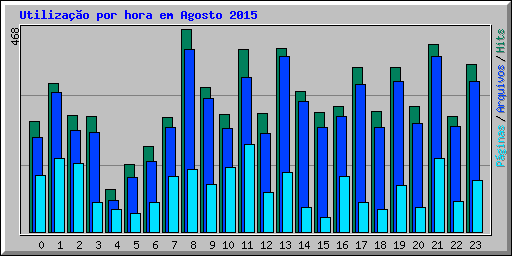 Utilização por hora em Agosto 2015
468
Páginas / Arquivos / Hits
0 1 2 3 4 5 6 7 8 9 10 11 12 13 14 15 16 17 18 19 20 21 22 23